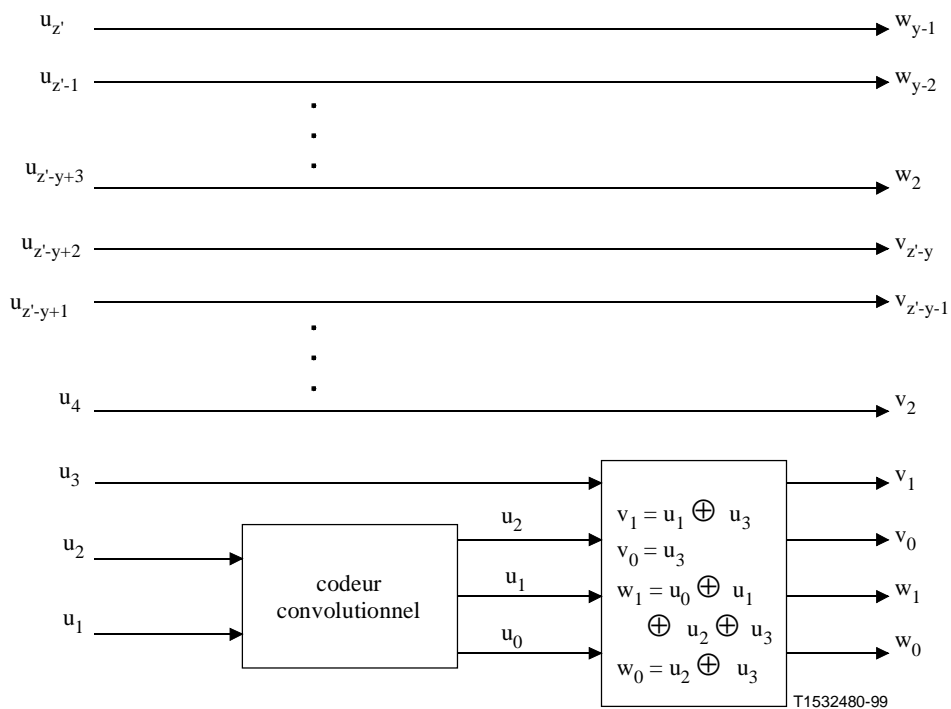 u_z' w_y-1
u_z'-1 w_y-2
u_z'-y+3 w_2
u_z'-y+2 v_z'-y
u_z'-y+1 v_z'-y-1
u_4 v_2
u_3 v_1
u_2 u_2 v_0
u_1 u_1 w_1
u_0 w_0
codeur
convolutionnel
v_1 = u_1 ⊕ u_3
v_0 = u_3
w_1 = u_0 ⊕ u_1
⊕ u_2 ⊕ u_3
w_0 = u_2 ⊕ u_3
T1532480-99